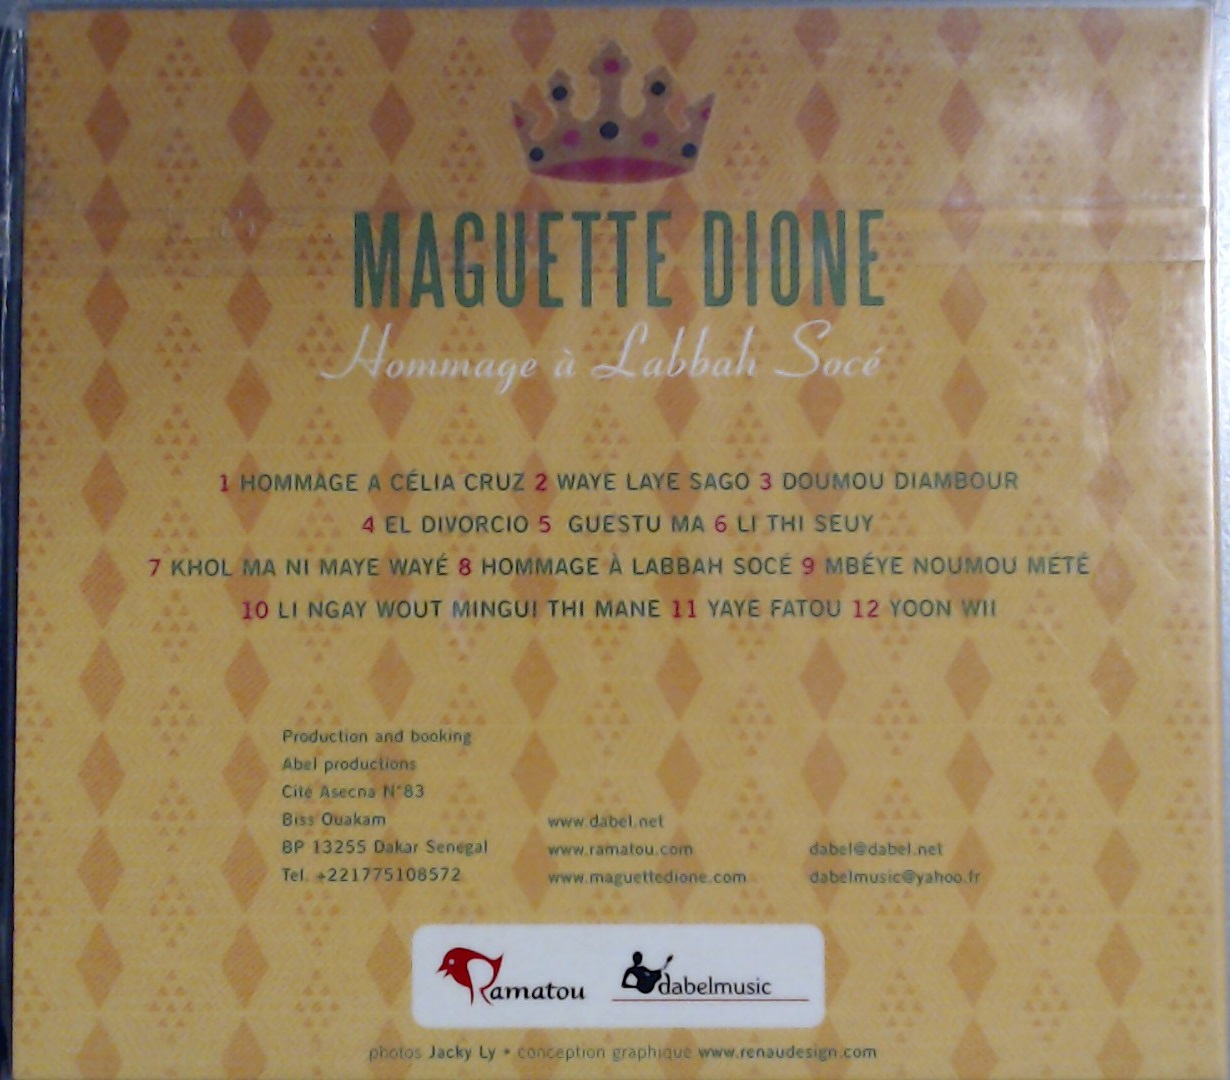 MAGUETTE DIONE
Hommage à Labbah Socé
1 HOMMAGE A CÉLIA CRUZ 2 WAYE LAYE SAGO 3 DOUMOU DIAMBOUR
4 EL DIVORCIO 5 GUESTU MA 6 LI THI SEUY
7 KHOL MA NI MAYE WAYÉ 8 HOMMAGE À LABBAH SOCÉ 9 MBÉYE NOUMOU MÉTÉ
10 LI NGAY WOUT MINGUI THI MANE 11 YAYE FATOU 12 YOON WII
Production and booking
Abel productions
Cité Asecna N°83
Biss Ouakam
BP 13255 Dakar Senegal
Tel. +221775108572
www.dabel.net
www.ramatou.com
www.maguettedione.com
dabel@dabel.net
dabelmusic@yahoo.fr
Ramatou
dabelmusic
photos Jacky Ly • conception graphique www.renaudesign.com